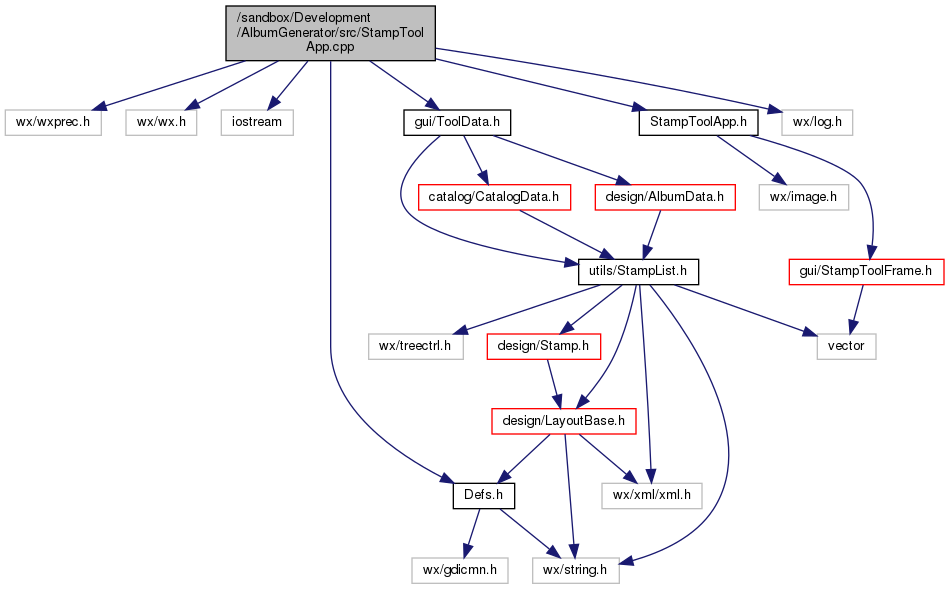 /sandbox/Development
/AlbumGenerator/src/StampTool
App.cpp
wx/wxprec.h
wx/wx.h
iostream
gui/ToolData.h
StampToolApp.h
wx/log.h
catalog/CatalogData.h
design/AlbumData.h
wx/image.h
utils/StampList.h
gui/StampToolFrame.h
wx/treectrl.h
design/Stamp.h
vector
design/LayoutBase.h
Defs.h
wx/xml/xml.h
wx/gdicmn.h
wx/string.h